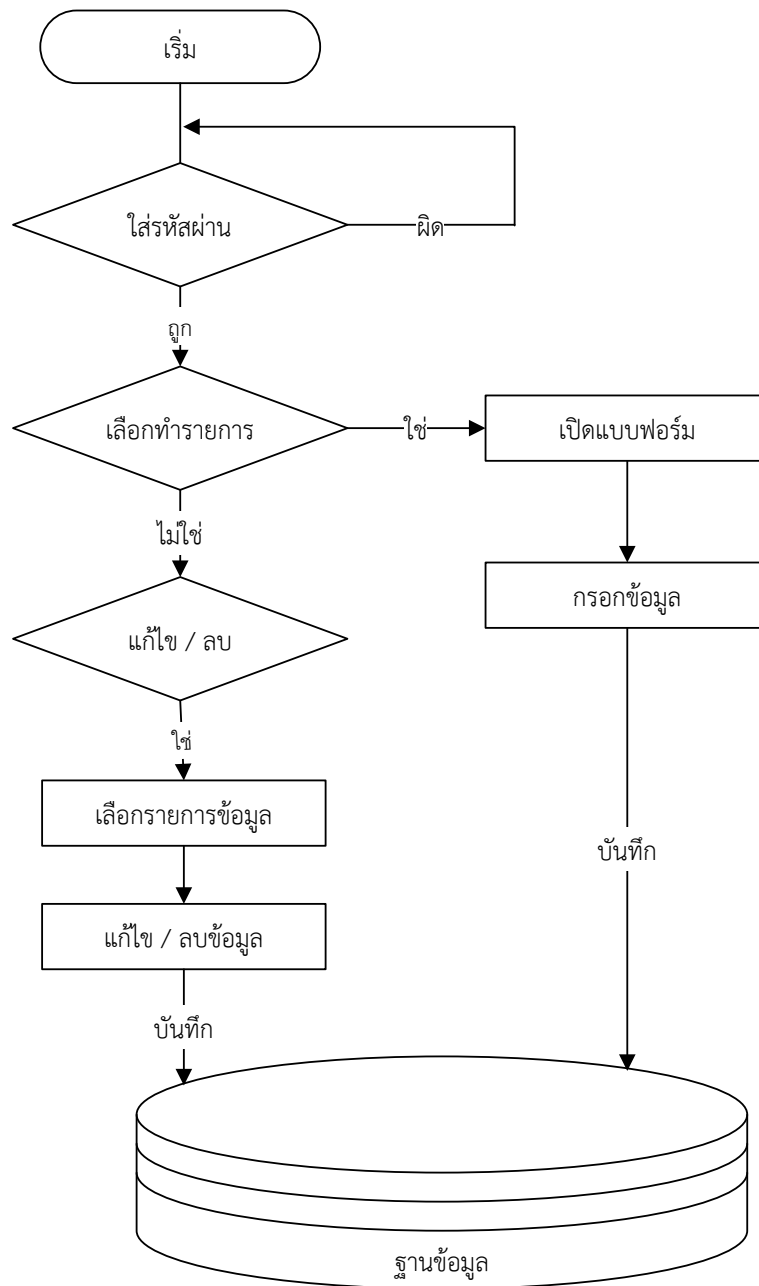 เริ่ม
ใส่รหัสผ่าน
ผิด
ถูก
เลือกทำรายการ
ใช่
เปิดแบบฟอร์ม
ไม่ใช่
กรอกข้อมูล
แก้ไข / ลบ
ใช่
เลือกรายการข้อมูล
บันทึก
แก้ไข / ลบข้อมูล
บันทึก
ฐานข้อมูล